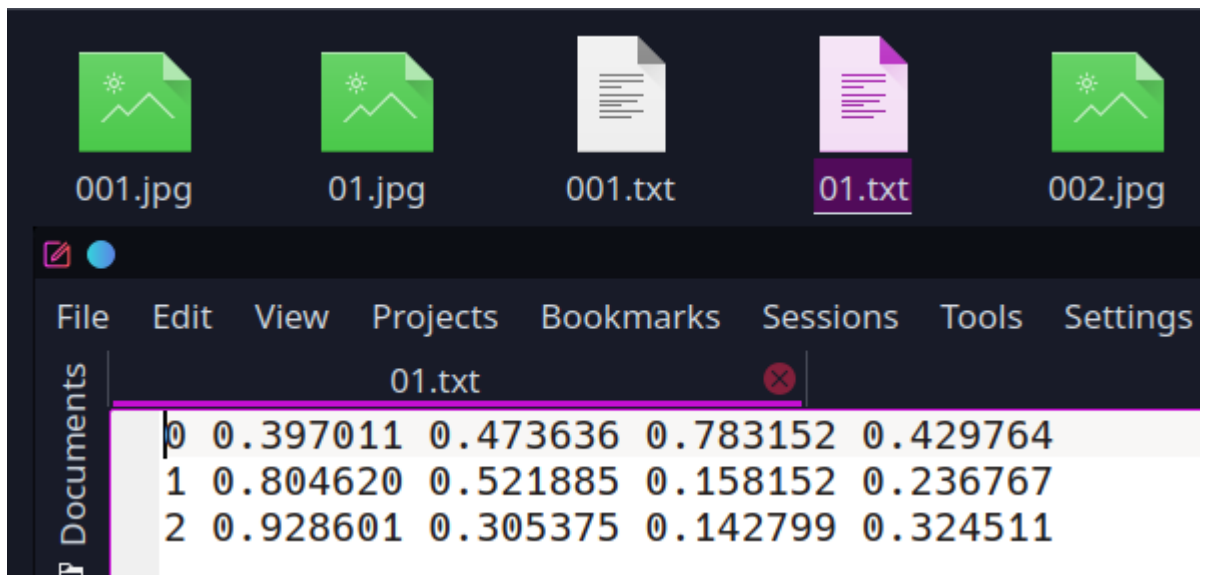 001.jpg 01.jpg 001.txt 01.txt 002.jpg
File Edit View Projects Bookmarks Sessions Tools Settings
Documents
01.txt
0 0.397011 0.473636 0.783152 0.429764
1 0.804620 0.521885 0.158152 0.236767
2 0.928601 0.305375 0.142799 0.324511